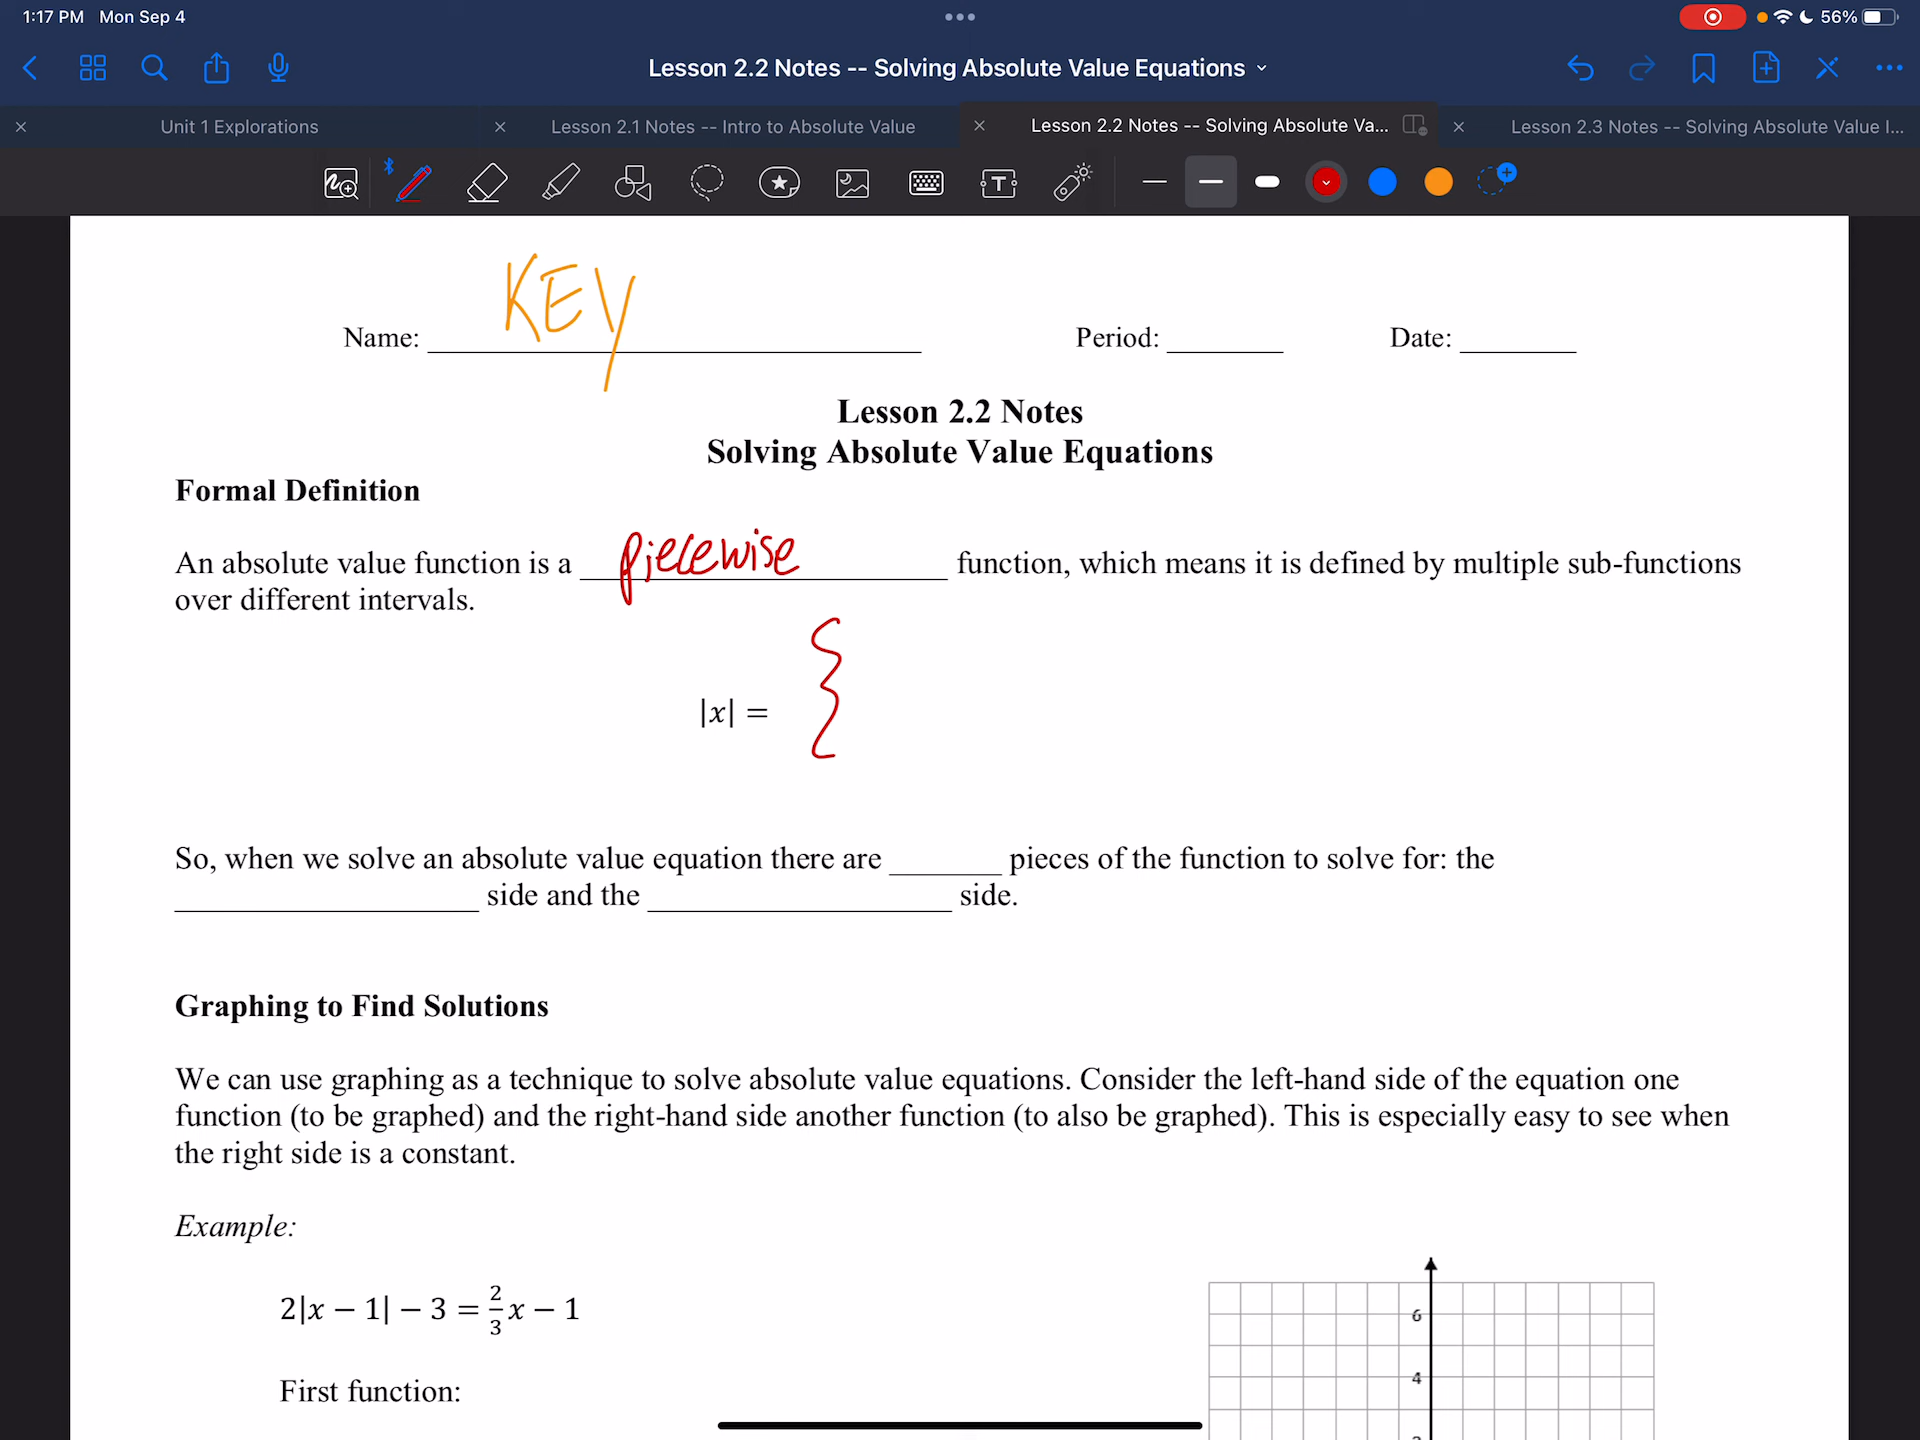 1:17 PM Mon Sep 4
56%
Lesson 2.2 Notes -- Solving Absolute Value Equations
Unit 1 Explorations
Lesson 2.1 Notes -- Intro to Absolute Value
Lesson 2.2 Notes -- Solving Absolute Va...
Lesson 2.3 Notes -- Solving Absolute Value I...
KEY
Name: Period: Date:
Lesson 2.2 Notes
Solving Absolute Value Equations
Formal Definition
An absolute value function is a piecewise function, which means it is defined by multiple sub-functions
over different intervals.
|x| = {
So, when we solve an absolute value equation there are ______ pieces of the function to solve for: the
______ side and the ______ side.
Graphing to Find Solutions
We can use graphing as a technique to solve absolute value equations. Consider the left-hand side of the equation one
function (to be graphed) and the right-hand side another function (to also be graphed). This is especially easy to see when
the right side is a constant.
Example:
2|x − 1| − 3 = 2/3 x − 1
6
4
First function: